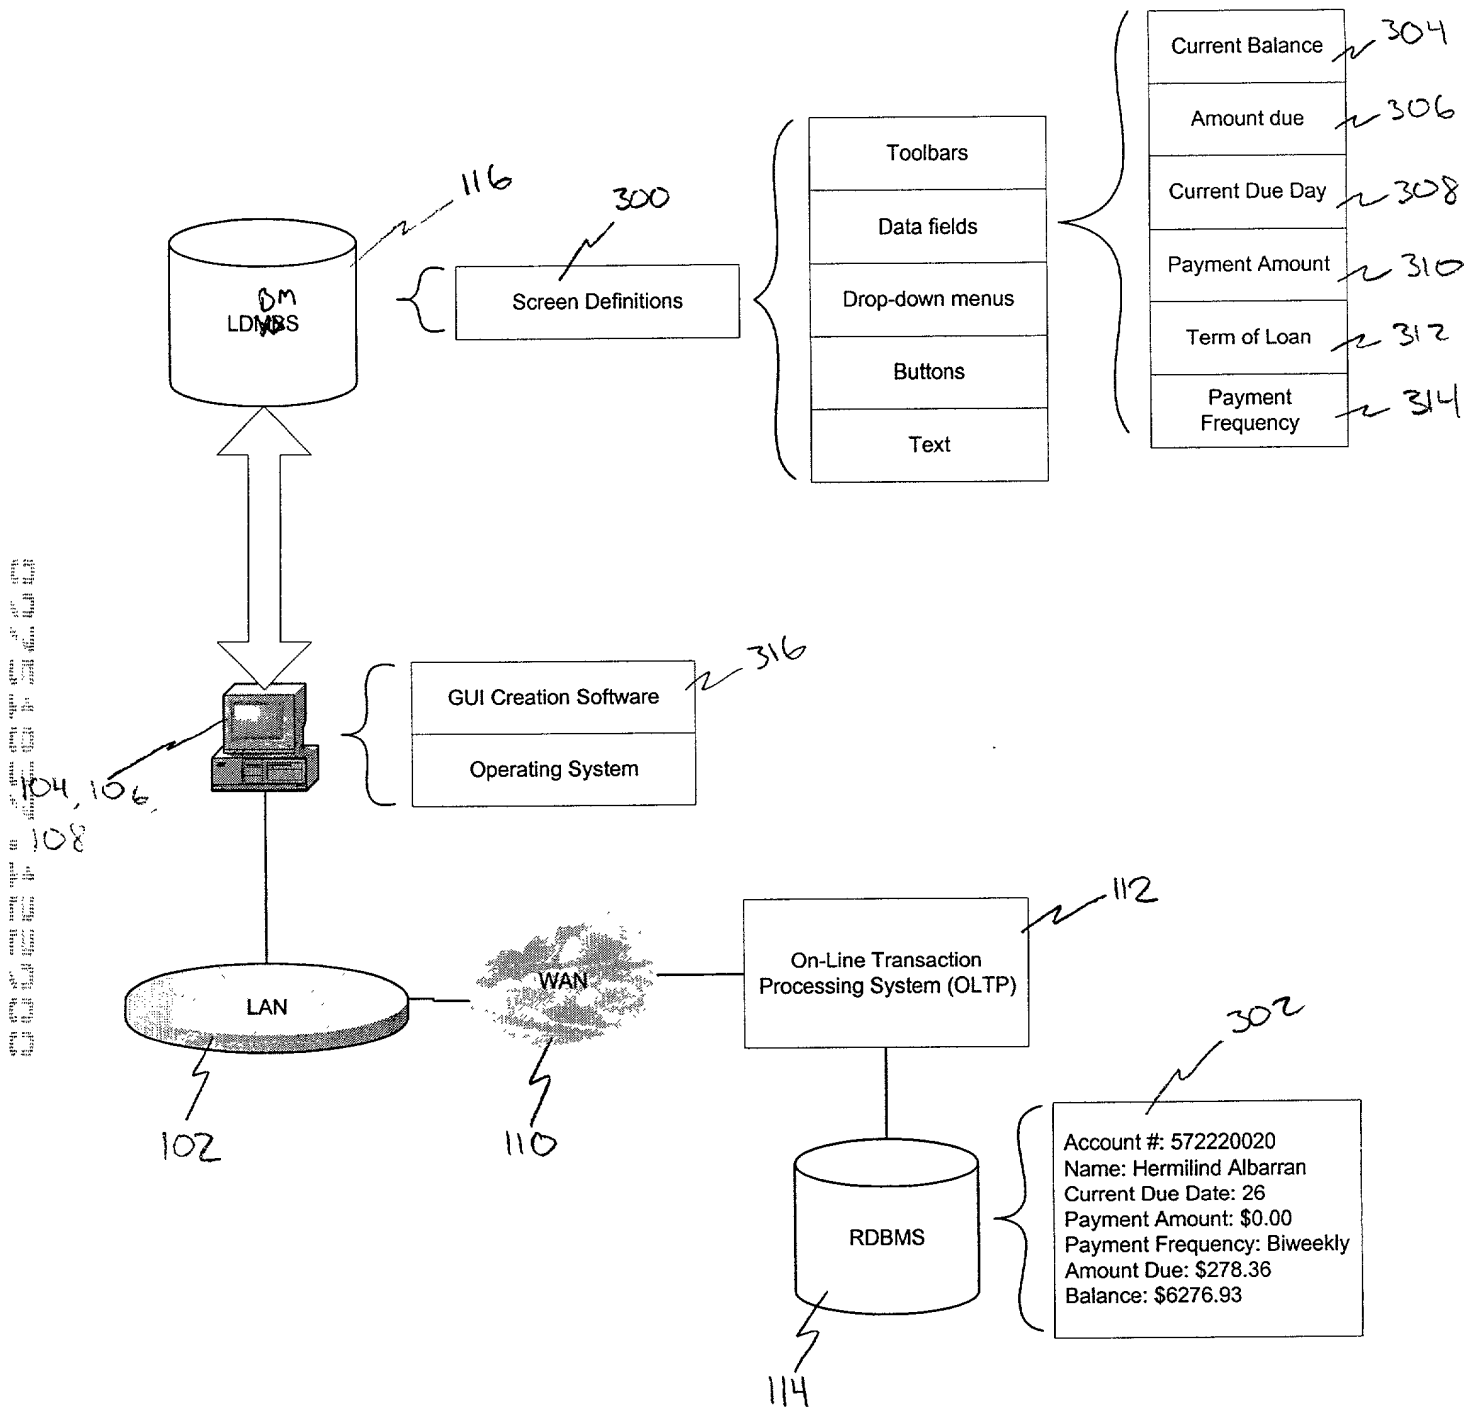 Current Balance
304
Amount due
306
Current Due Day
308
Payment Amount
310
Term of Loan
312
Payment
Frequency
314
Toolbars
Data fields
Drop-down menus
Buttons
Text
116
300
BM
LDMBS
Screen Definitions
316
GUI Creation Software
Operating System
104, 106,
108
112
On-Line Transaction
Processing System (OLTP)
WAN
LAN
102
110
302
Account #: 572220020
Name: Hermilind Albarran
Current Due Date: 26
Payment Amount: $0.00
Payment Frequency: Biweekly
Amount Due: $278.36
Balance: $6276.93
RDBMS
114